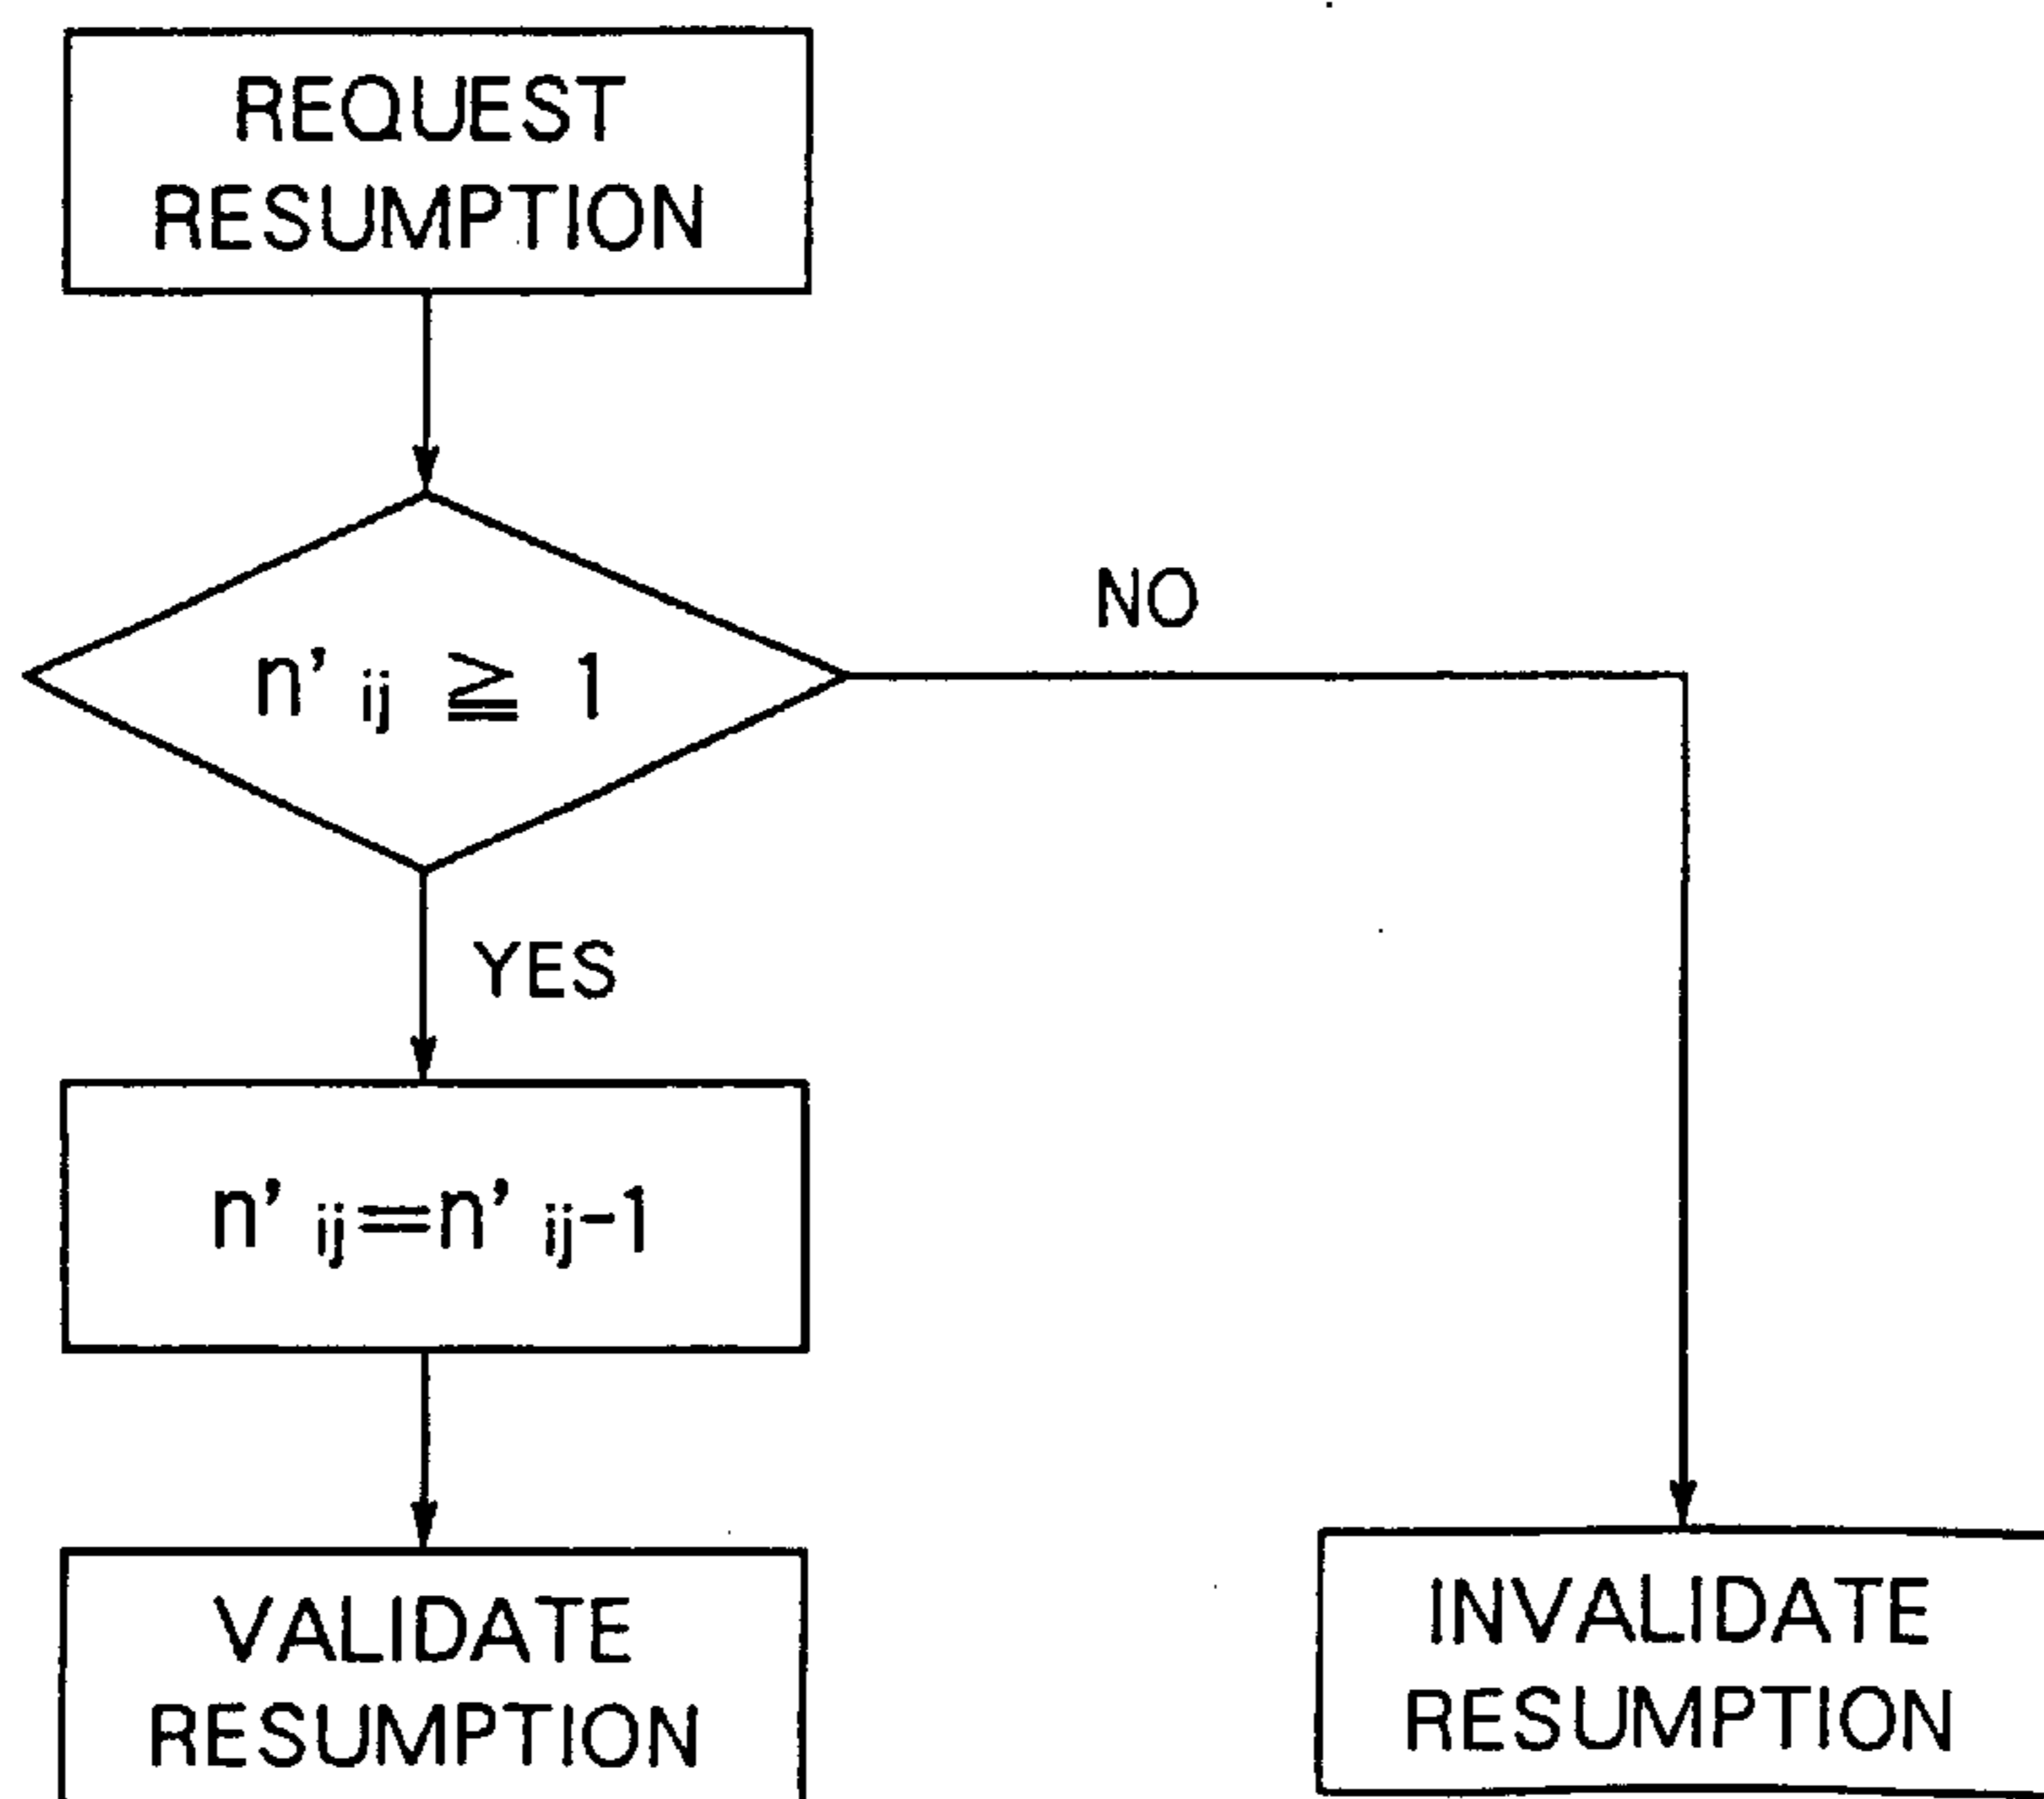 REQUEST
RESUMPTION
n' ij ≧ 1
NO
YES
n' ij=n' ij-1
VALIDATE
RESUMPTION
INVALIDATE
RESUMPTION